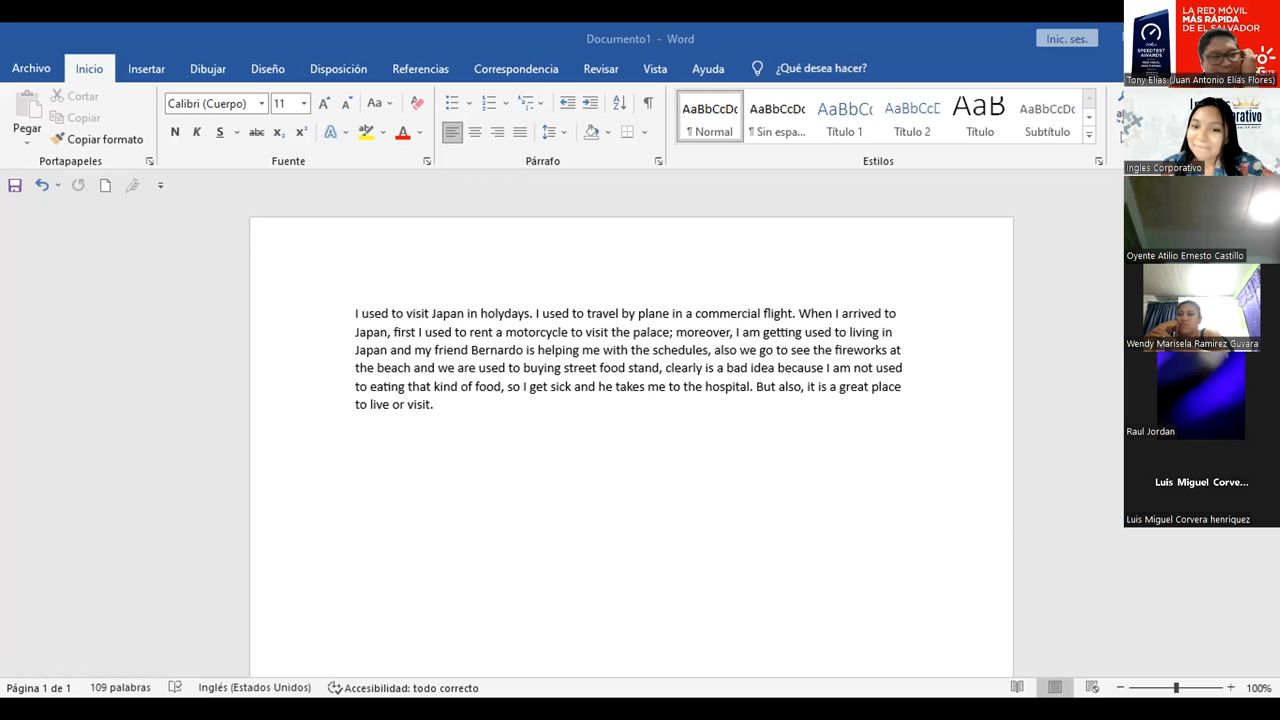 Documento1 - Word
Inic. ses.
Archivo Inicio Insertar Dibujar Diseño Disposición Referencias Correspondencia Revisar Vista Ayuda ¿Qué desea hacer?
Pegar
Cortar
Copiar
Copiar formato
Portapapeles
Calibri (Cuerpo) 11
Fuente
Párrafo
AaBbCcDc AaBbCcDc AaBbCc AaBbCcD AaB AaBbCcD
¶ Normal ¶ Sin espa... Título 1 Título 2 Título Subtítulo
Estilos
I used to visit Japan in holydays. I used to travel by plane in a commercial flight. When I arrived to
Japan, first I used to rent a motorcycle to visit the palace; moreover, I am getting used to living in
Japan and my friend Bernardo is helping me with the schedules, also we go to see the fireworks at
the beach and we are used to buying street food stand, clearly is a bad idea because I am not used
to eating that kind of food, so I get sick and he takes me to the hospital. But also, it is a great place
to live or visit.
Página 1 de 1 109 palabras Inglés (Estados Unidos) Accesibilidad: todo correcto 100%
LA RED MÓVIL
MÁS RÁPIDA
DE EL SALVADOR
SPEEDTEST
AWARDS
Tony Elías (Juan Antonio Elías Flores)
Ingles Corporativo
Oyente Atilio Ernesto Castillo
Wendy Marisela Ramirez Guvara
Raul Jordan
Luis Miguel Corve...
Luis Miguel Corvera henriquez